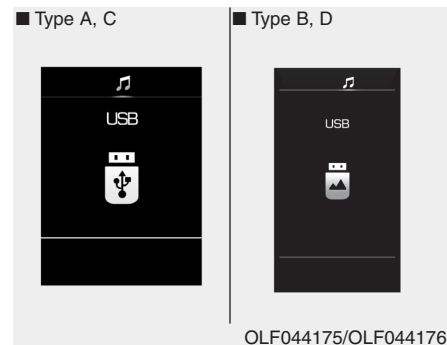 ■ Type A, C
■ Type B, D
USB
USB
OLF044175/OLF044176